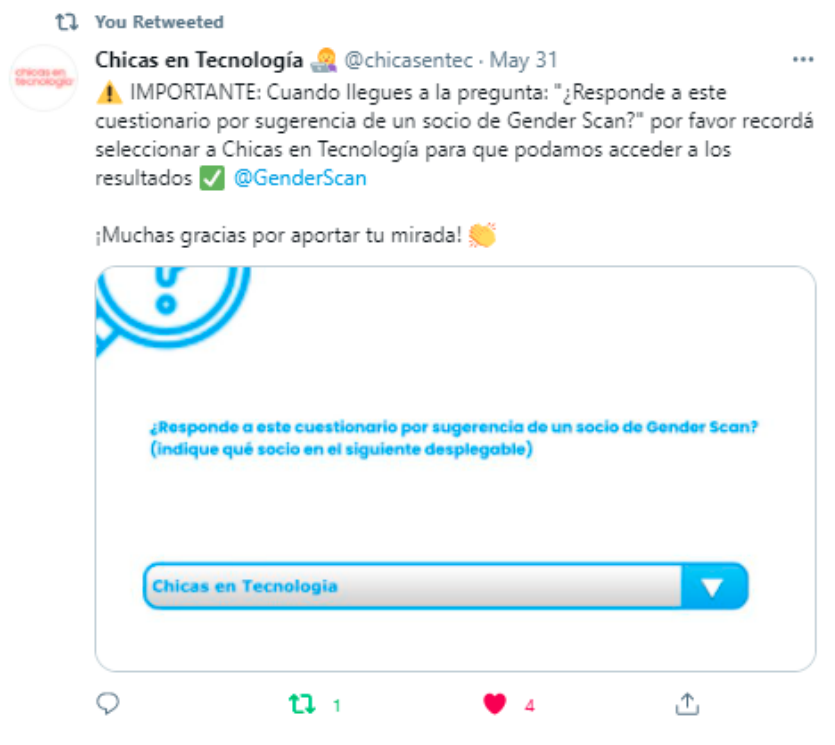 You Retweeted
Chicas en Tecnología 👩‍💻 @chicasentec · May 31
chicas en
tecnología
⚠️ IMPORTANTE: Cuando llegues a la pregunta: "¿Responde a este
cuestionario por sugerencia de un socio de Gender Scan?" por favor recordá
seleccionar a Chicas en Tecnología para que podamos acceder a los
resultados ✅ @GenderScan
¡Muchas gracias por aportar tu mirada! 👏
¿Responde a este cuestionario por sugerencia de un socio de Gender Scan?
(indique qué socio en el siguiente desplegable)
Chicas en Tecnologia
1
4